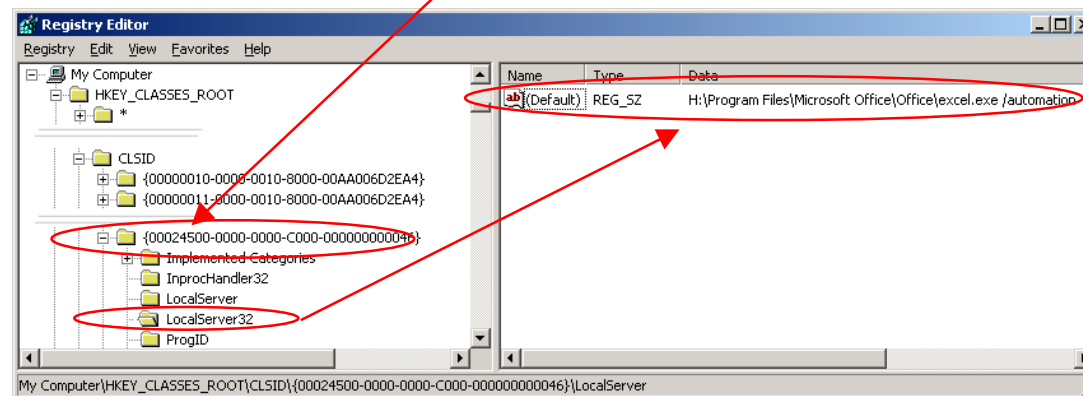 Registry Editor
Registry Edit View Favorites Help
My Computer
HKEY_CLASSES_ROOT
*
CLSID
{00000010-0000-0010-8000-00AA006D2EA4}
{00000011-0000-0010-8000-00AA006D2EA4}
{00024500-0000-0000-C000-000000000046}
Implemented Categories
InprocHandler32
LocalServer
LocalServer32
ProgID
Name Type Data
ab (Default) REG_SZ H:\Program Files\Microsoft Office\Office\excel.exe /automation
My Computer\HKEY_CLASSES_ROOT\CLSID\{00024500-0000-0000-C000-000000000046}\LocalServer